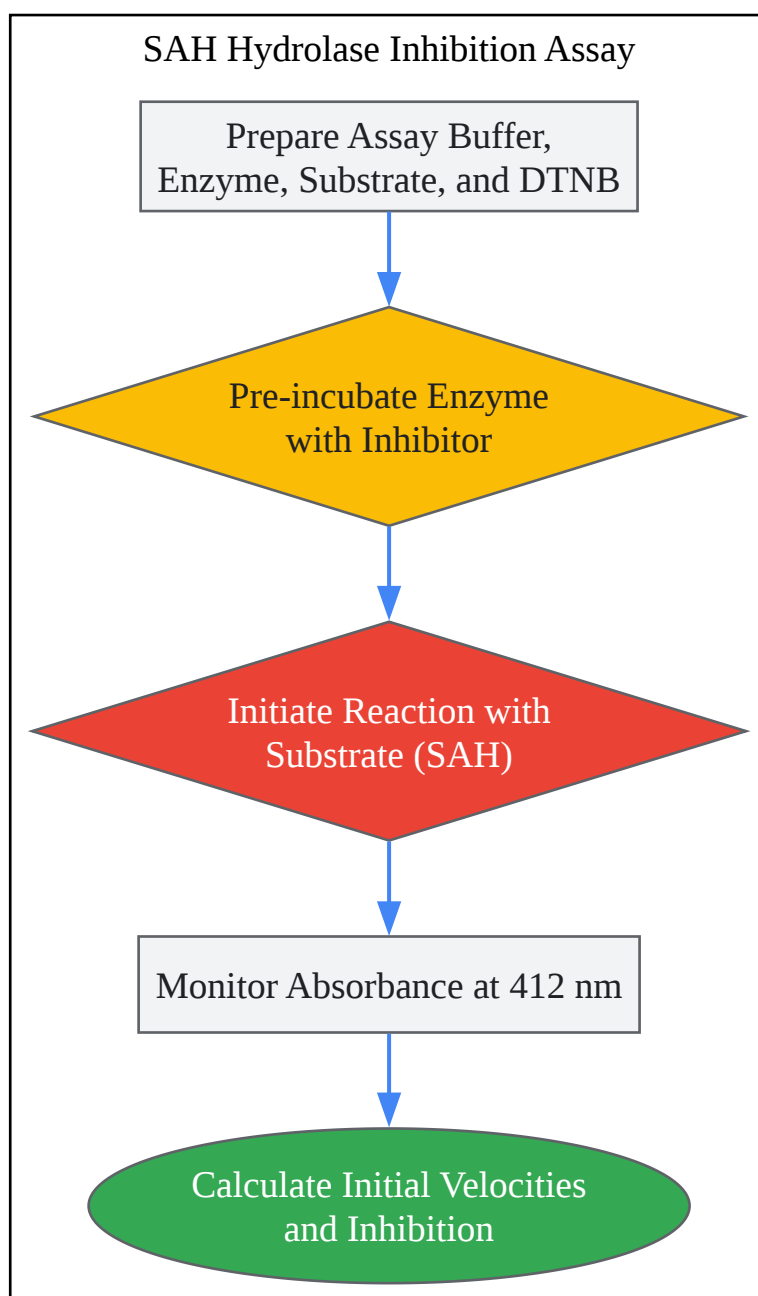 SAH Hydrolase Inhibition Assay
Prepare Assay Buffer,
Enzyme, Substrate, and DTNB
Pre-incubate Enzyme
with Inhibitor
Initiate Reaction with
Substrate (SAH)
Monitor Absorbance at 412 nm
Calculate Initial Velocities
and Inhibition